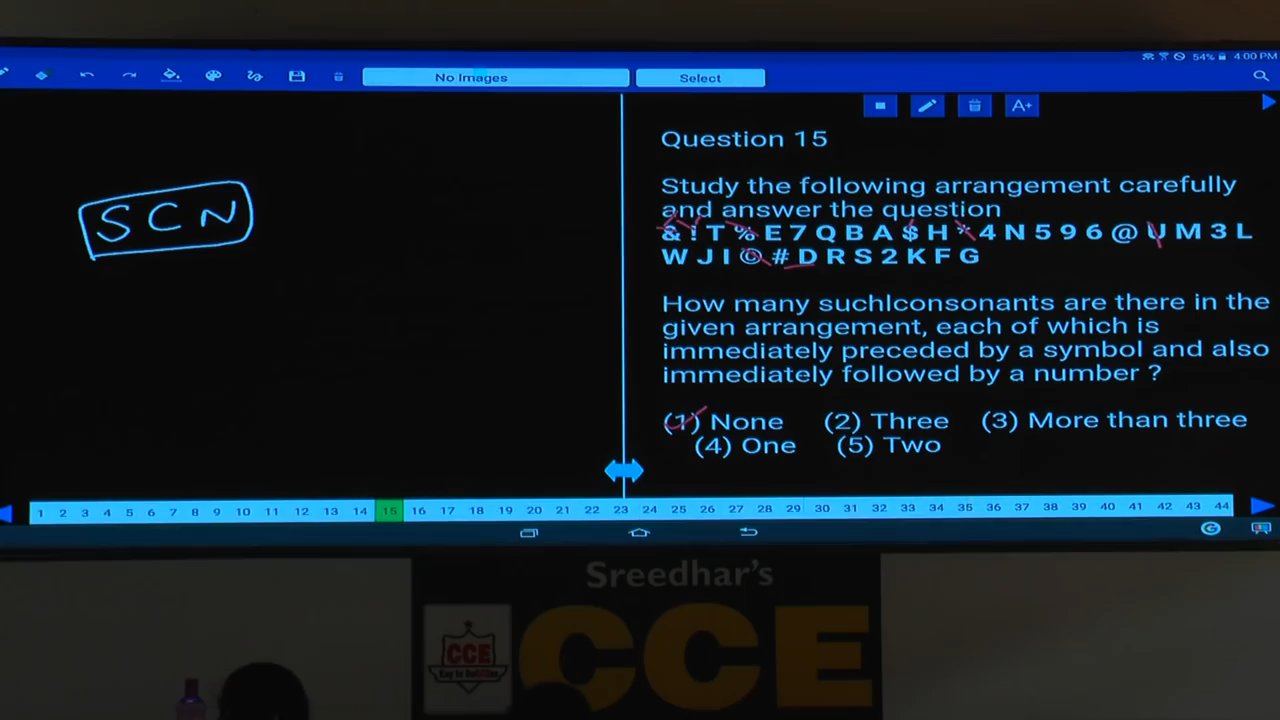 54% 4:00 PM
No Images Select
A+
SCN
Question 15
Study the following arrangement carefully
and answer the question
& ! T % E 7 Q B A $ H * 4 N 5 9 6 @ U M 3 L
W J I © # D R S 2 K F G
How many suchlconsonants are there in the
given arrangement, each of which is
immediately preceded by a symbol and also
immediately followed by a number ?
(1) None (2) Three (3) More than three
(4) One (5) Two
1 2 3 4 5 6 7 8 9 10 11 12 13 14 15 16 17 18 19 20 21 22 23 24 25 26 27 28 29 30 31 32 33 34 35 36 37 38 39 40 41 42 43 44
Sreedhar's
CCE
CCE